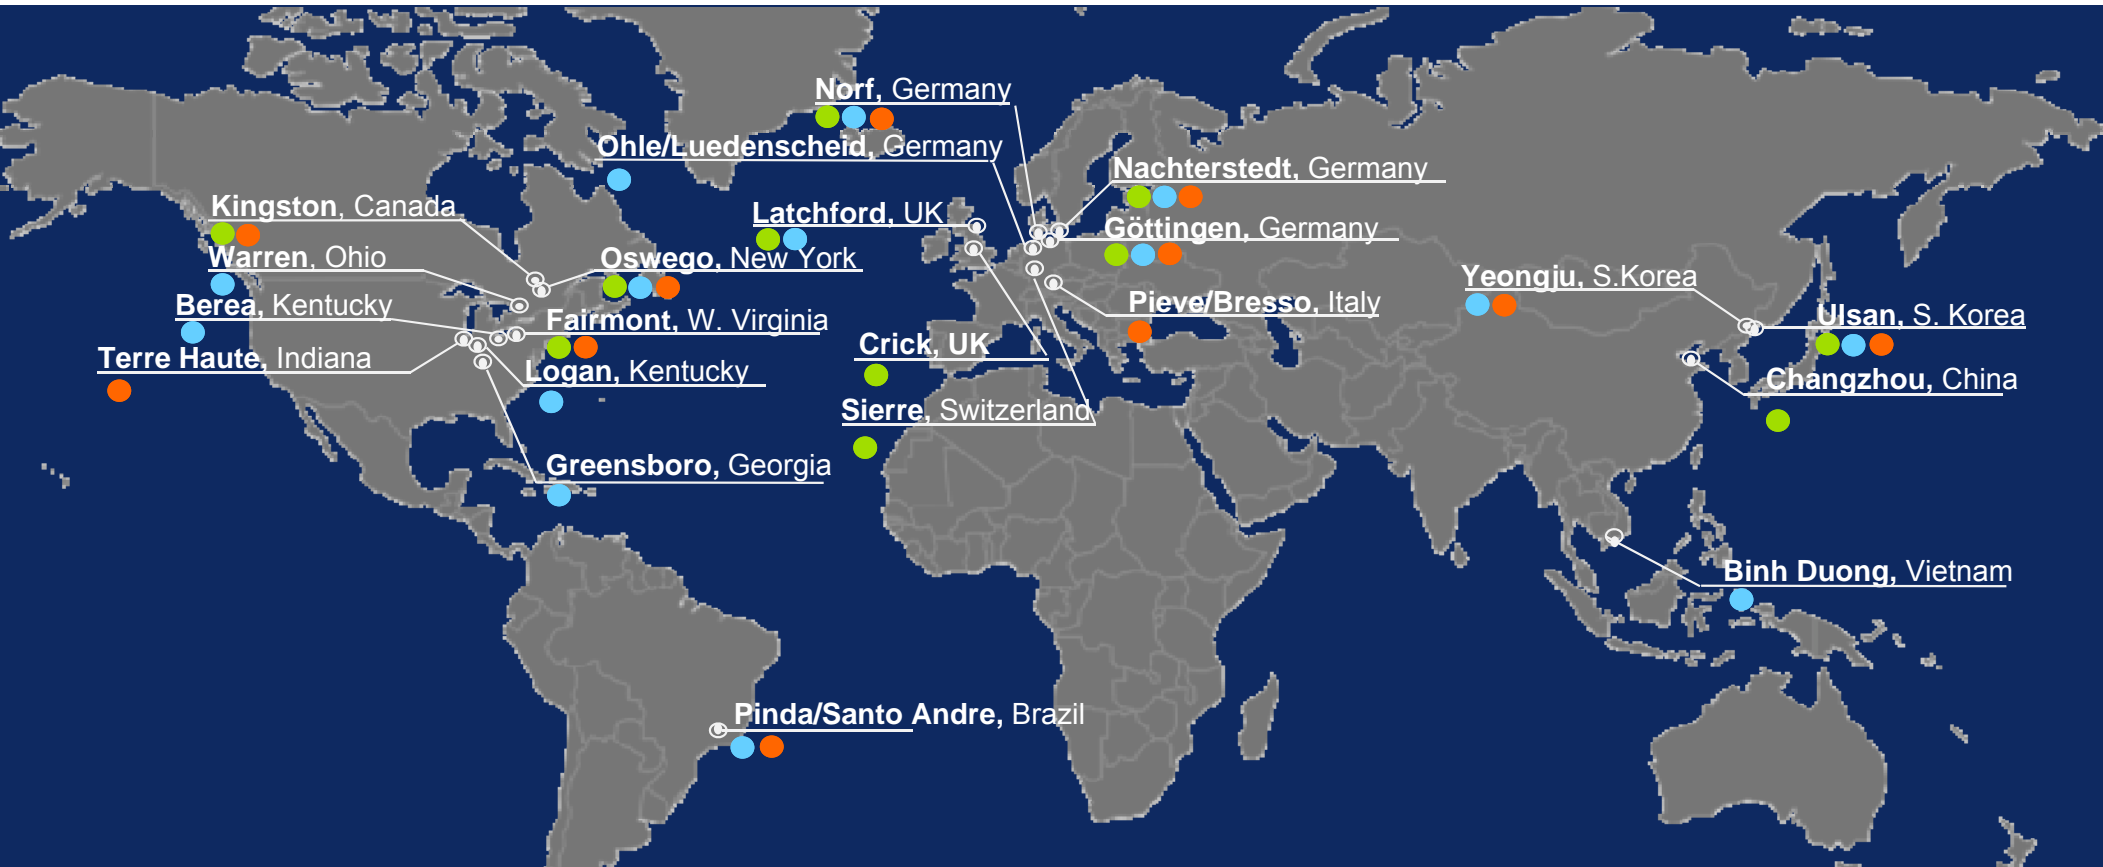 Norf, Germany
Ohle/Luedenscheid, Germany
Nachterstedt, Germany
Kingston, Canada
Latchford, UK
Göttingen, Germany
Warren, Ohio
Oswego, New York
Yeongju, S.Korea
Berea, Kentucky
Pieve/Bresso, Italy
Fairmont, W. Virginia
Ulsan, S. Korea
Crick, UK
Terre Haute, Indiana
Logan, Kentucky
Changzhou, China
Sierre, Switzerland
Greensboro, Georgia
Binh Duong, Vietnam
Pinda/Santo Andre, Brazil